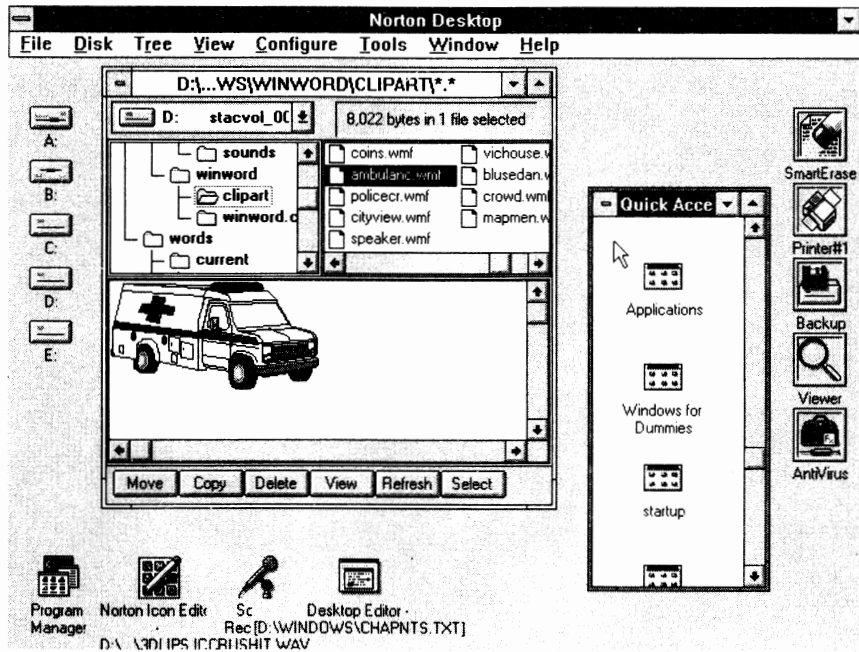 Norton Desktop
File Disk Tree View Configure Tools Window Help
D:\...WS\WINWORD\CLIPART\*.*
D: stacvol_00
8,022 bytes in 1 file selected
sounds
winword
clipart
winword.c
words
current
coins.wmf
ambulanc.wmf
policecr.wmf
cityview.wmf
speaker.wmf
vichouse.w
blusedan.w
crowd.wmf
mapmen.w
Move Copy Delete View Refresh Select
A:
B:
C:
D:
E:
Quick Acce
Applications
Windows for
Dummies
startup
SmartErase
Printer#1
Backup
Viewer
AntiVirus
Program
Manager
Norton Icon Edito
Sc
Rec
Desktop Editor -
[D:\WINDOWS\CHAPNTS.TXT]